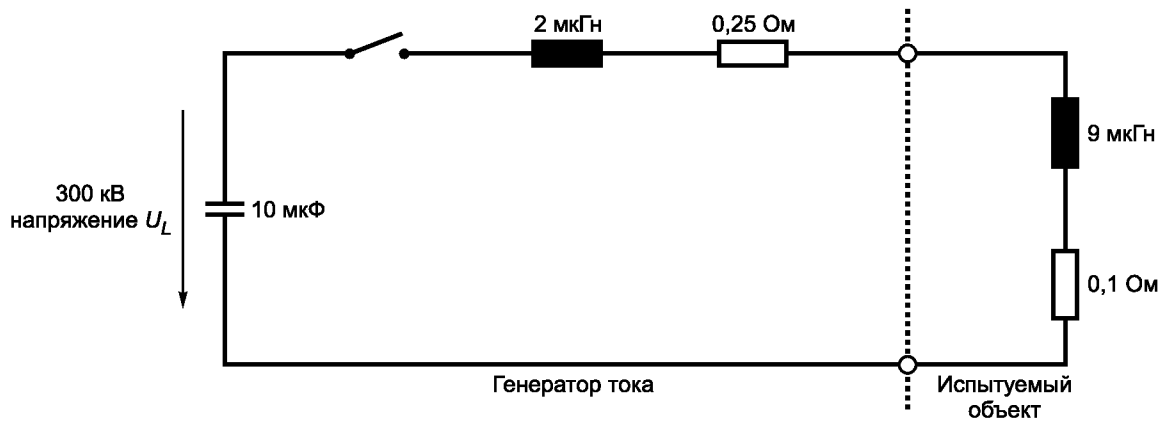 2 мкГн
0,25 Ом
9 мкГн
300 кВ
напряжение U_L
10 мкФ
0,1 Ом
Генератор тока
Испытуемый
объект